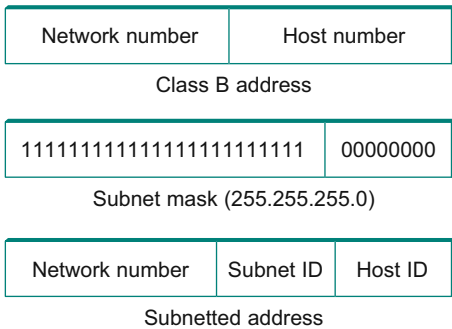 Network number Host number
Class B address
111111111111111111111111 00000000
Subnet mask (255.255.255.0)
Network number Subnet ID Host ID
Subnetted address